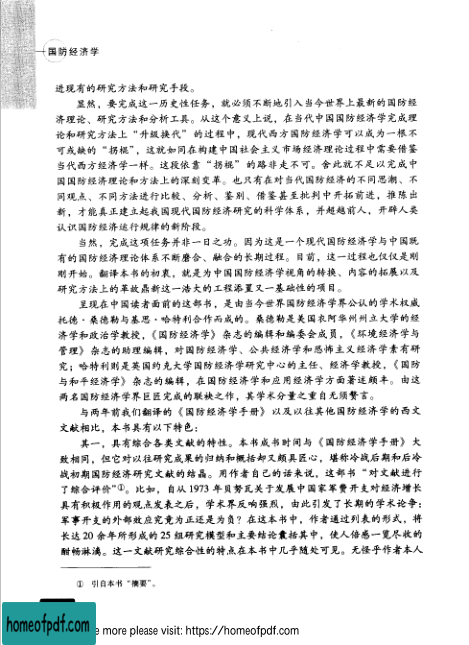 国防经济学
进现有的研究方法和研究手段。
显然，要完成这一历史性任务，就必须不断地引入当今世界上最新的国防经
济理论、研究方法和分析工具。从这个意义上说，在当代中国国防经济学完成理
论和研究方法上“升级换代”的过程中，现代西方国防经济学可以成为一根不
可或缺的“拐棍”，这就如同在构建中国社会主义市场经济理论过程中需要借鉴
当代西方经济学一样。这段依靠“拐棍”的路非走不可。舍此就不足以完成中
国国防经济理论和方法上的深刻变革。也只有在对当代国防经济的不同思潮、不
同观点、不同方法进行比较、分析、鉴别、借鉴甚至批判中开拓前进，推陈出
新，才能真正建立起我国现代国防经济研究的科学体系，并超越前人，开辟人类
认识国防经济运行规律的新阶段。
当然，完成这项任务并非一日之功。因为这是一个现代国防经济学与中国既
有的国防经济理论体系不断磨合、融合的长期过程。目前，这一过程也仅仅是刚
刚开始。翻译本书的初衷，就是为中国国防经济学视角的转换、内容的拓展以及
研究方法上的革故鼎新这一浩大的工程添置又一基础性的项目。
呈现在中国读者面前的这部书，是由当今世界国防经济学界公认的学术权威
托德·桑德勒与基思·哈特利合作而成的。桑德勒是美国衣阿华州州立大学的经
济学和政治学教授，《国防经济学》杂志的编辑和编委会成员，《环境经济学与
管理》杂志的助理编辑，对国防经济学、公共经济学和恐怖主义经济学素有研
究；哈特利则是英国约克大学国防经济学研究中心的主任、经济学教授，《国防
与和平经济学》杂志的编辑，在国防经济学和应用经济学方面著述颇丰。由这
两名国防经济学界巨匠完成的联袂之作，其学术分量之重自无须赘言。
与两年前我们翻译的《国防经济学手册》以及以往其他国防经济学的西文
文献相比，本书具有以下特色：
其一，具有综合各类文献的特性。本书成书时间与《国防经济学手册》大
致相同，但它对以往研究成果的归纳和概括却又颇具匠心，堪称冷战后期和后冷
战初期国防经济研究文献的结晶。用作者自己的话来说，这部书“对文献进行
了综合评价”①。比如，自从1973年贝努瓦关于发展中国家军费开支对经济增长
具有积极作用的观点发表之后，学术界反响强烈，由此引发了长期的学术论争：
军事开支的外部效应究竟为正还是为负？在这本书中，作者通过列表的形式，将
长达20余年所形成的25组研究模型和主要结论囊括其中，使人倍感一览尽收的
酣畅淋漓。这一文献研究综合性的特点在本书中几乎随处可见。无怪乎作者本人
① 引自本书“摘要”。
homeofpdf.com
e more please visit: https://homeofpdf.com